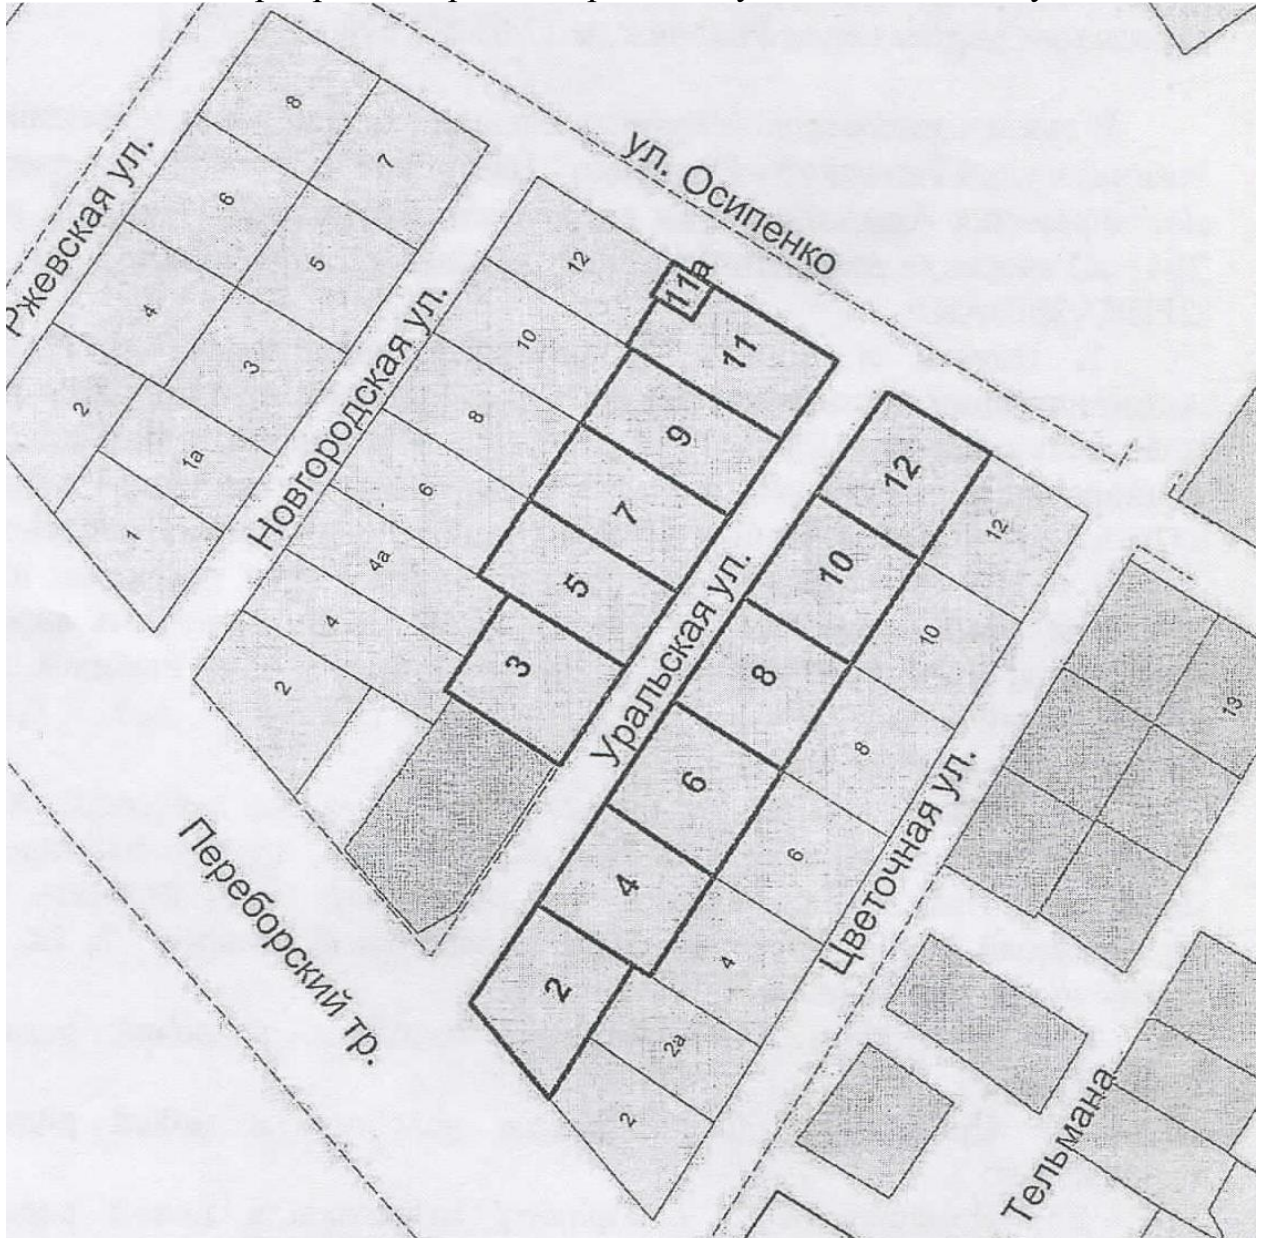 ул. Осипенко
Ржевская ул.
8
7
6
5
4
3
2
1а
1
Новгородская ул.
12
10
8
6
4а
4
2
11а
11
9
7
5
3
Уральская ул.
12
10
8
6
4
2
12
10
8
6
4
2а
2
Цветочная ул.
13
Переборский тр.
Тельмана